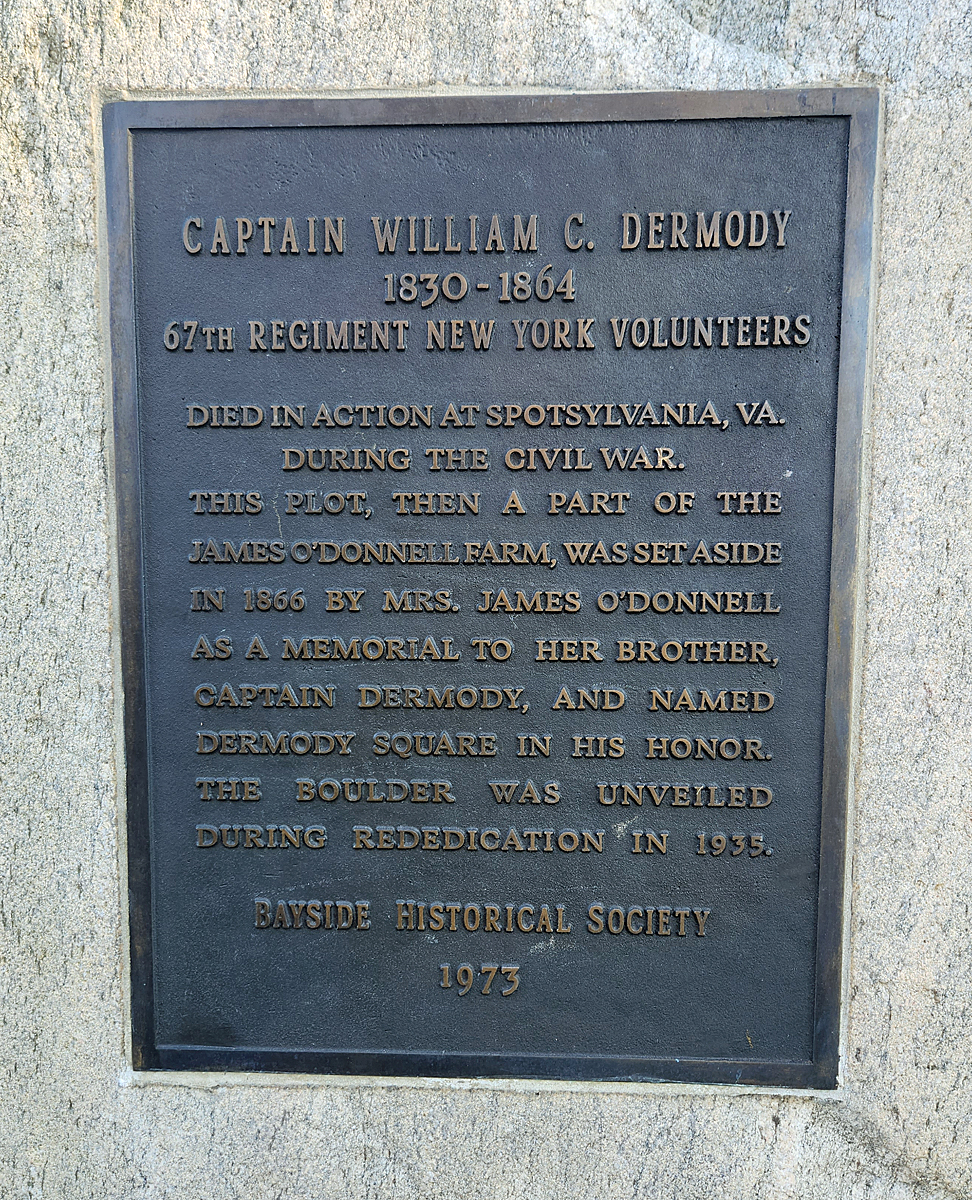 CAPTAIN WILLIAM C. DERMODY
1830-1864
67TH REGIMENT NEW YORK VOLUNTEERS
DIED IN ACTION AT SPOTSYLVANIA, VA.
DURING THE CIVIL WAR.
THIS PLOT, THEN A PART OF THE
JAMES O'DONNELL FARM, WAS SET ASIDE
IN 1866 BY MRS. JAMES O'DONNELL
AS A MEMORIAL TO HER BROTHER,
CAPTAIN DERMODY, AND NAMED
DERMODY SQUARE IN HIS HONOR.
THE BOULDER WAS UNVEILED
DURING REDEDICATION IN 1935.
BAYSIDE HISTORICAL SOCIETY
1973